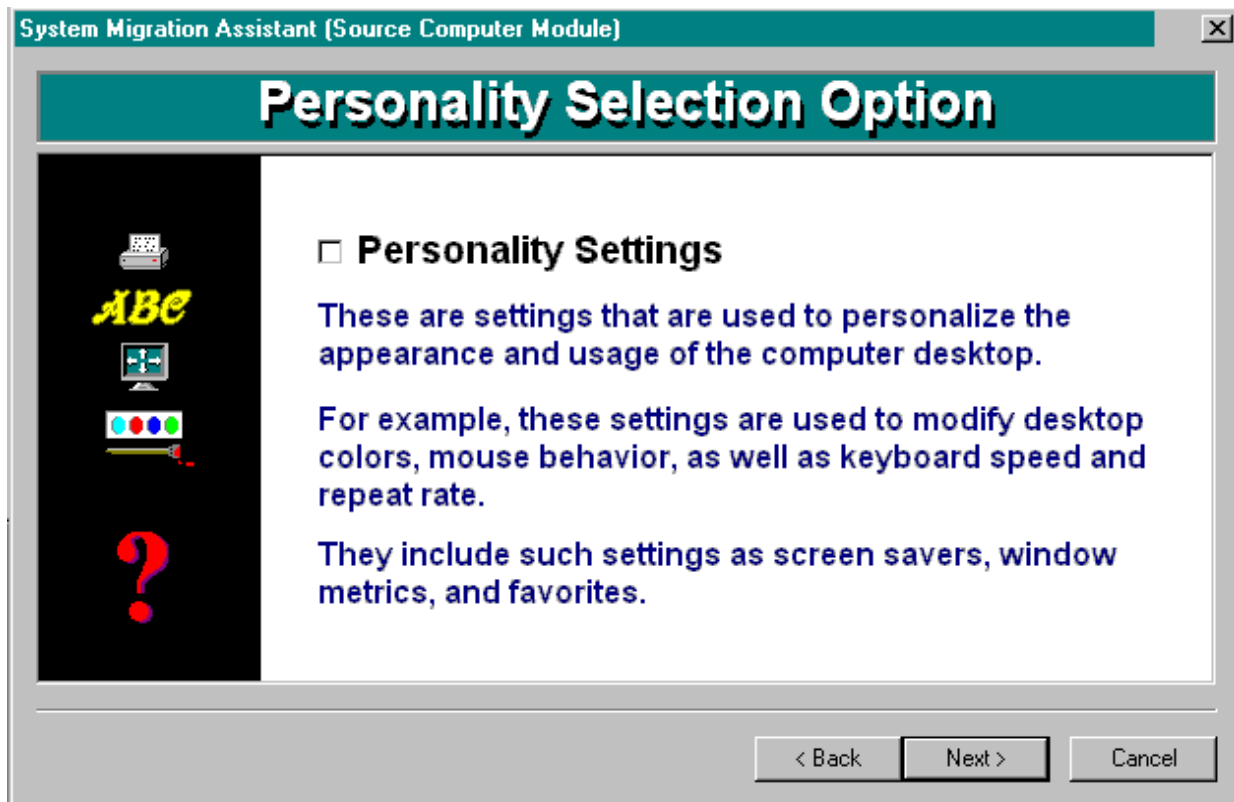 System Migration Assistant (Source Computer Module)
Personality Selection Option
Personality Settings
ABC
These are settings that are used to personalize the
appearance and usage of the computer desktop.
For example, these settings are used to modify desktop
colors, mouse behavior, as well as keyboard speed and
repeat rate.
?
They include such settings as screen savers, window
metrics, and favorites.
< Back
Next >
Cancel